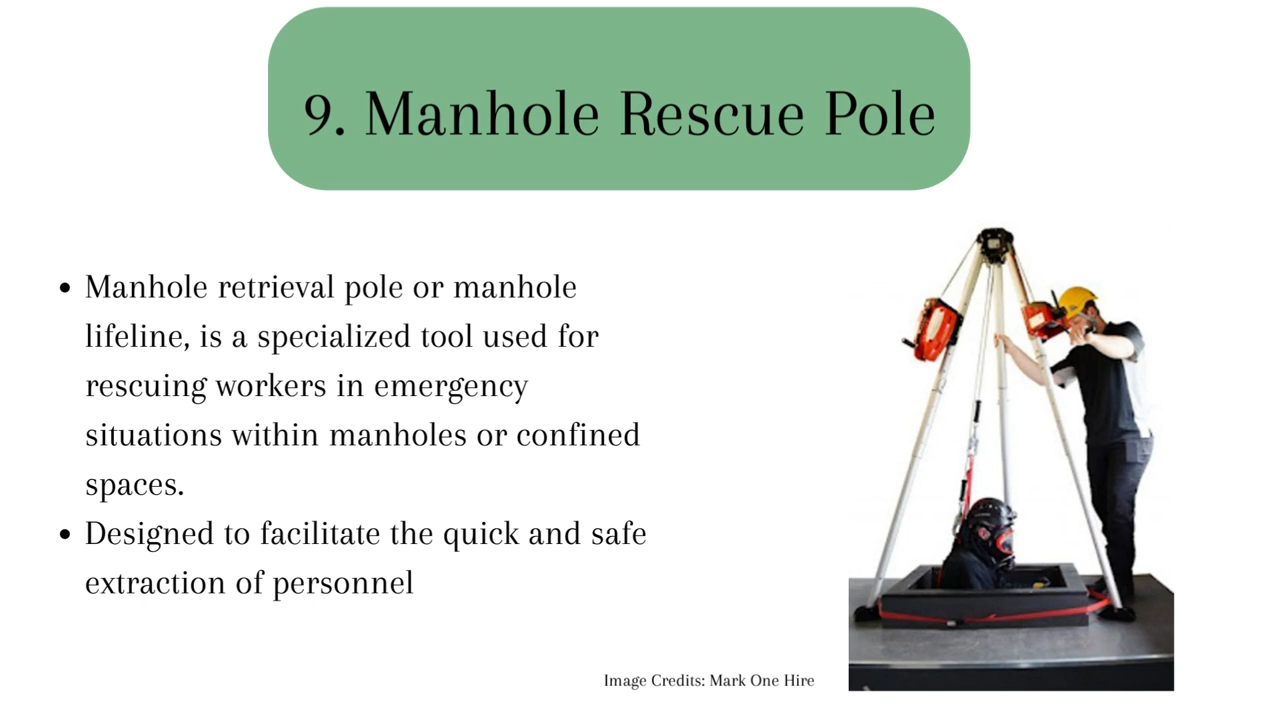 9. Manhole Rescue Pole
• Manhole retrieval pole or manhole
lifeline, is a specialized tool used for
rescuing workers in emergency
situations within manholes or confined
spaces.
• Designed to facilitate the quick and safe
extraction of personnel
Image Credits: Mark One Hire